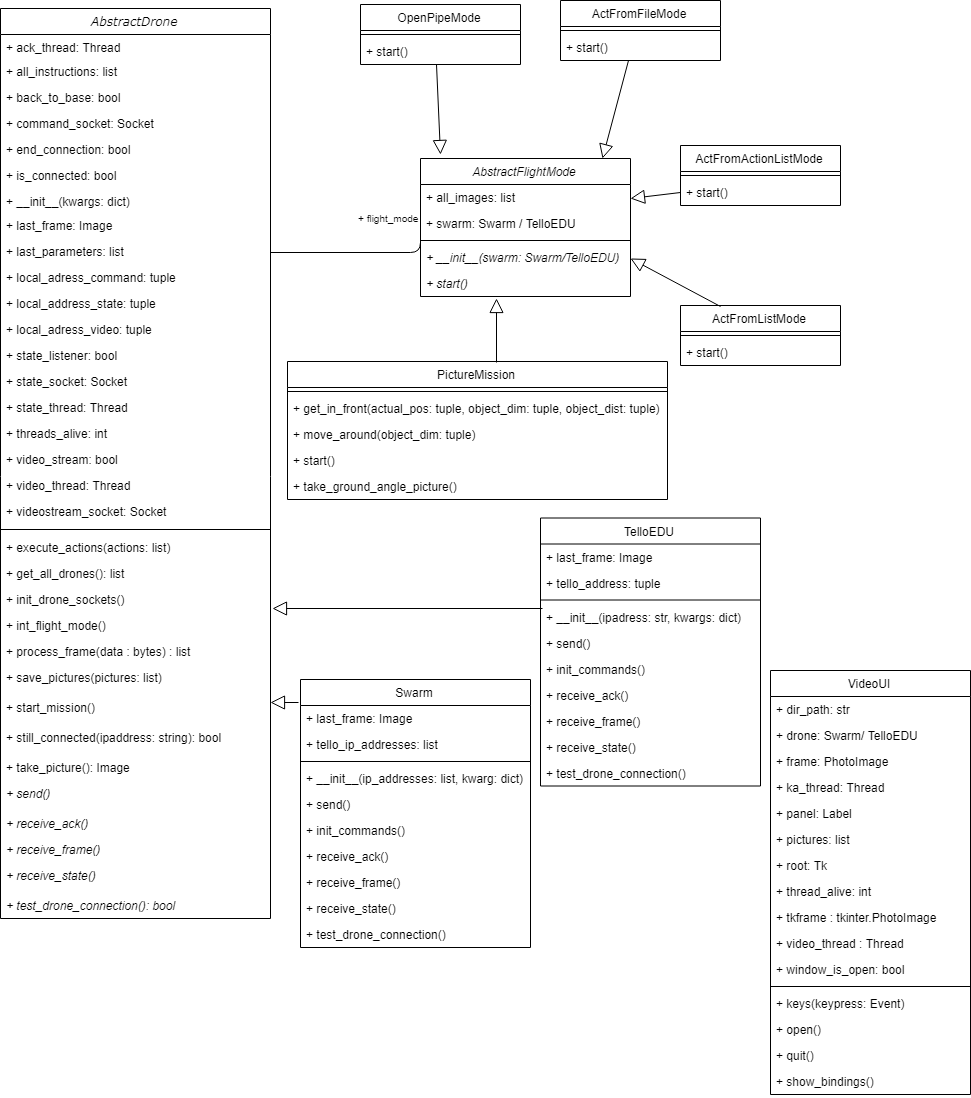 AbstractDrone
+ ack_thread: Thread
+ all_instructions: list
+ back_to_base: bool
+ command_socket: Socket
+ end_connection: bool
+ is_connected: bool
+ __init__(kwargs: dict)
+ last_frame: Image
+ last_parameters: list
+ local_adress_command: tuple
+ local_address_state: tuple
+ local_adress_video: tuple
+ state_listener: bool
+ state_socket: Socket
+ state_thread: Thread
+ threads_alive: int
+ video_stream: bool
+ video_thread: Thread
+ videostream_socket: Socket
+ execute_actions(actions: list)
+ get_all_drones(): list
+ init_drone_sockets()
+ int_flight_mode()
+ process_frame(data : bytes) : list
+ save_pictures(pictures: list)
+ start_mission()
+ still_connected(ipaddress: string): bool
+ take_picture(): Image
+ send()
+ receive_ack()
+ receive_frame()
+ receive_state()
+ test_drone_connection(): bool
OpenPipeMode
+ start()
ActFromFileMode
+ start()
ActFromActionListMode
+ start()
+ flight_mode
AbstractFlightMode
+ all_images: list
+ swarm: Swarm / TelloEDU
+ __init__(swarm: Swarm/TelloEDU)
+ start()
ActFromListMode
+ start()
PictureMission
+ get_in_front(actual_pos: tuple, object_dim: tuple, object_dist: tuple)
+ move_around(object_dim: tuple)
+ start()
+ take_ground_angle_picture()
TelloEDU
+ last_frame: Image
+ tello_address: tuple
+ __init__(ipadress: str, kwargs: dict)
+ send()
+ init_commands()
+ receive_ack()
+ receive_frame()
+ receive_state()
+ test_drone_connection()
Swarm
+ last_frame: Image
+ tello_ip_addresses: list
+ __init__(ip_addresses: list, kwarg: dict)
+ send()
+ init_commands()
+ receive_ack()
+ receive_frame()
+ receive_state()
+ test_drone_connection()
VideoUI
+ dir_path: str
+ drone: Swarm/ TelloEDU
+ frame: PhotoImage
+ ka_thread: Thread
+ panel: Label
+ pictures: list
+ root: Tk
+ thread_alive: int
+ tkframe : tkinter.PhotoImage
+ video_thread : Thread
+ window_is_open: bool
+ keys(keypress: Event)
+ open()
+ quit()
+ show_bindings()